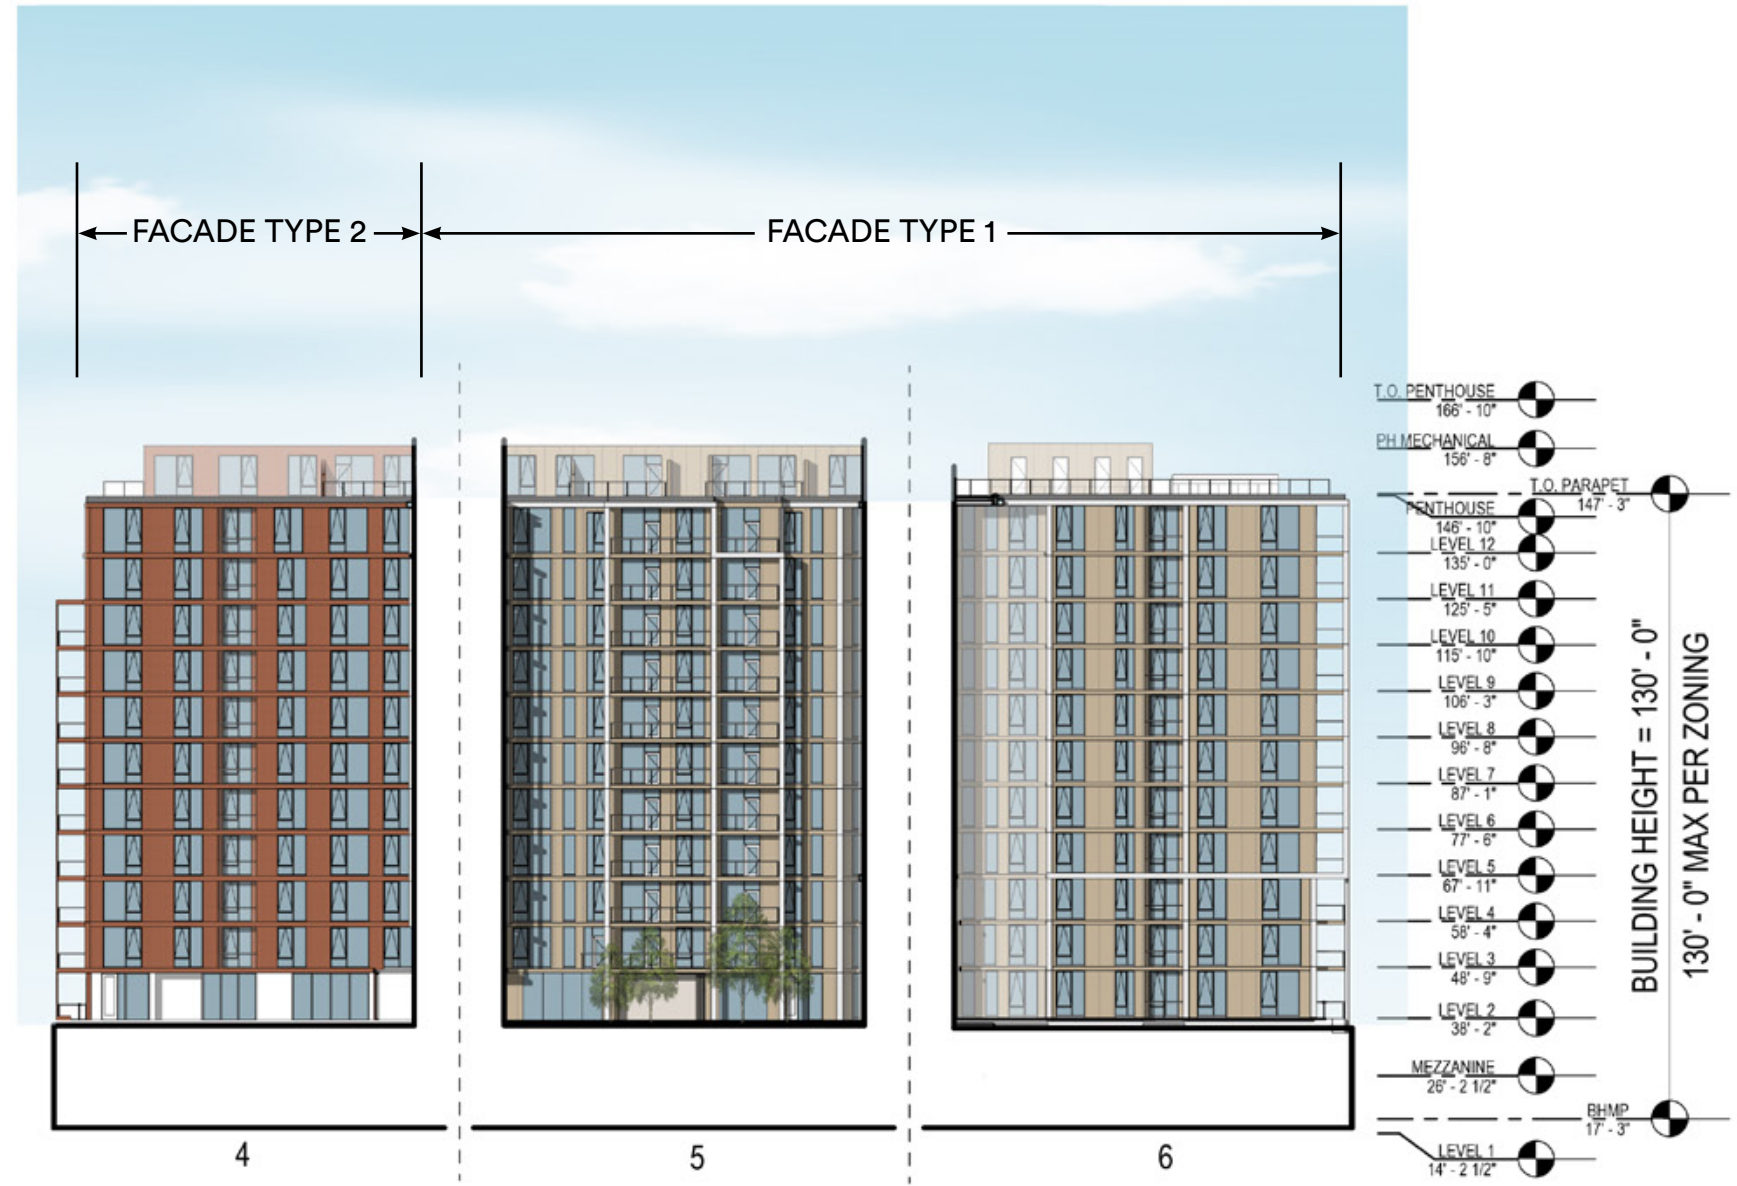 FACADE TYPE 2
FACADE TYPE 1
T.O. PENTHOUSE
166' - 10"
PH MECHANICAL
156' - 8"
T.O. PARAPET
147' - 3"
PENTHOUSE
146' - 10"
LEVEL 12
135' - 0"
LEVEL 11
125' - 5"
LEVEL 10
115' - 10"
LEVEL 9
106' - 3"
LEVEL 8
96' - 8"
LEVEL 7
87' - 1"
LEVEL 6
77' - 6"
LEVEL 5
67' - 11"
LEVEL 4
58' - 4"
LEVEL 3
48' - 9"
LEVEL 2
38' - 2"
MEZZANINE
26' - 2 1/2"
BHMP
17' - 3"
LEVEL 1
14' - 2 1/2"
BUILDING HEIGHT = 130' - 0"
130' - 0" MAX PER ZONING
4
5
6